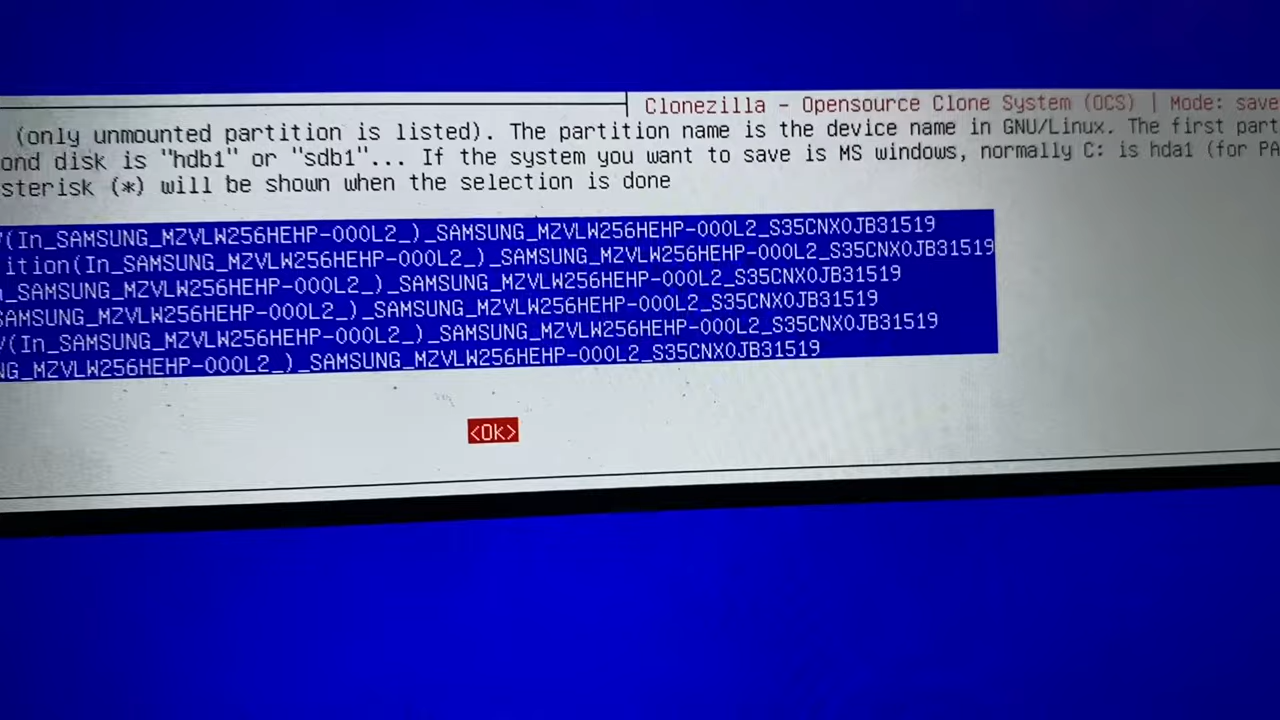 Clonezilla - Opensource Clone System (OCS) | Mode: save
(only unmounted partition is listed). The partition name is the device name in GNU/Linux. The first part
ond disk is "hdb1" or "sdb1"... If the system you want to save is MS windows, normally C: is hda1 (for PA
sterisk (*) will be shown when the selection is done
(In_SAMSUNG_MZVLW256HEHP-000L2_)_SAMSUNG_MZVLW256HEHP-000L2_S35CNX0JB31519
ition(In_SAMSUNG_MZVLW256HEHP-000L2_)_SAMSUNG_MZVLW256HEHP-000L2_S35CNX0JB31519
_SAMSUNG_MZVLW256HEHP-000L2_)_SAMSUNG_MZVLW256HEHP-000L2_S35CNX0JB31519
SAMSUNG_MZVLW256HEHP-000L2_)_SAMSUNG_MZVLW256HEHP-000L2_S35CNX0JB31519
(In_SAMSUNG_MZVLW256HEHP-000L2_)_SAMSUNG_MZVLW256HEHP-000L2_S35CNX0JB31519
NG_MZVLW256HEHP-000L2_)_SAMSUNG_MZVLW256HEHP-000L2_S35CNX0JB31519
<Ok>